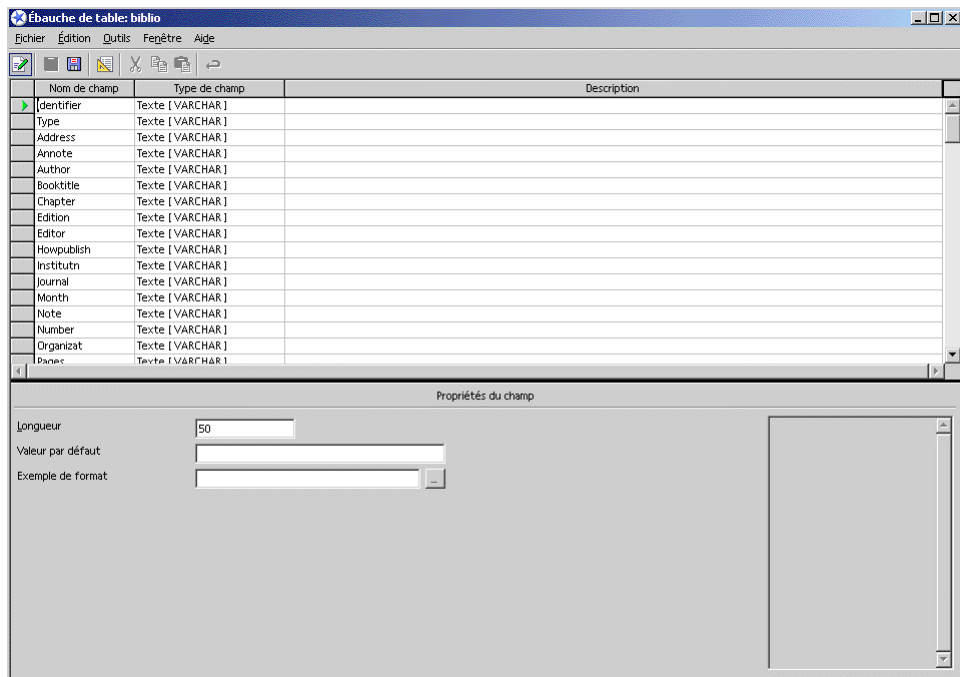 Ébauche de table: biblio
Fichier Édition Outils Fenêtre Aide
Nom de champ Type de champ Description
Identifier Texte [ VARCHAR ]
Type Texte [ VARCHAR ]
Address Texte [ VARCHAR ]
Annote Texte [ VARCHAR ]
Author Texte [ VARCHAR ]
Booktitle Texte [ VARCHAR ]
Chapter Texte [ VARCHAR ]
Edition Texte [ VARCHAR ]
Editor Texte [ VARCHAR ]
Howpublish Texte [ VARCHAR ]
Institutn Texte [ VARCHAR ]
Journal Texte [ VARCHAR ]
Month Texte [ VARCHAR ]
Note Texte [ VARCHAR ]
Number Texte [ VARCHAR ]
Organizat Texte [ VARCHAR ]
Pages Texte [ VARCHAR ]
Propriétés du champ
Longueur 50
Valeur par défaut
Exemple de format ...